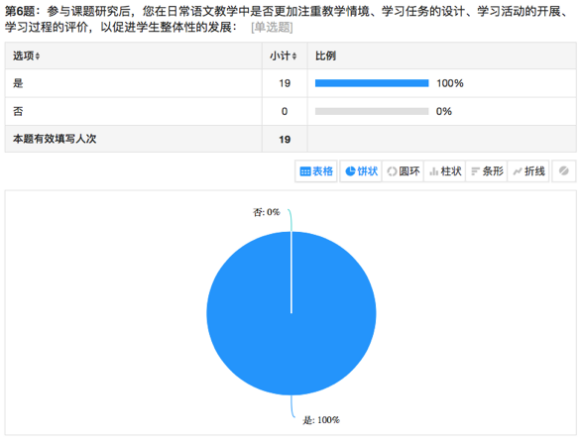 第6题：参与课题研究后，您在日常语文教学中是否更加注重教学情境、学习任务的设计、学习活动的开展、
学习过程的评价，以促进学生整体性的发展： [单选题]
选项 小计 比例
是 19 100%
否 0 0%
本题有效填写人次 19
表格 饼状 圆环 柱状 条形 折线
否: 0%
是: 100%